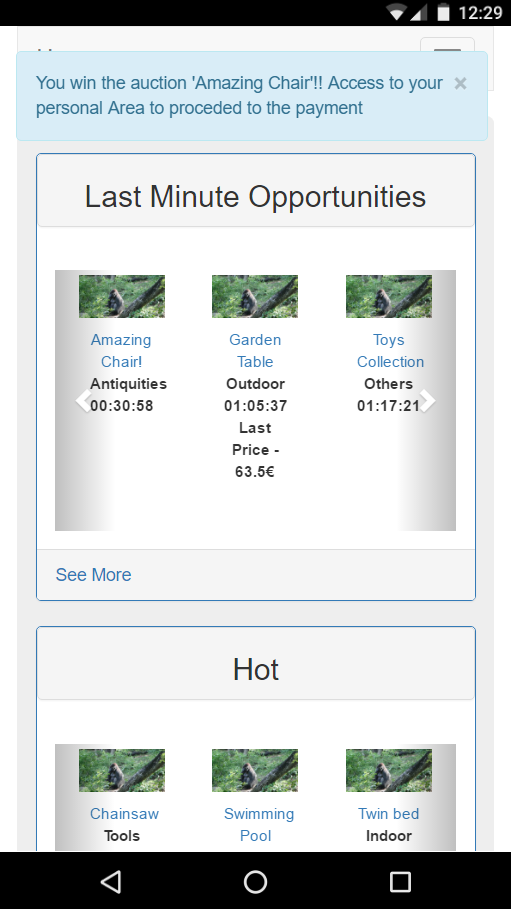 12:29
You win the auction 'Amazing Chair'!! Access to your ×
personal Area to proceded to the payment
Last Minute Opportunities
Amazing Garden Toys
Chair! Table Collection
Antiquities Outdoor Others
00:30:58 01:05:37 01:17:21
Last
Price -
63.5€
See More
Hot
Chainsaw Swimming Twin bed
Tools Pool Indoor